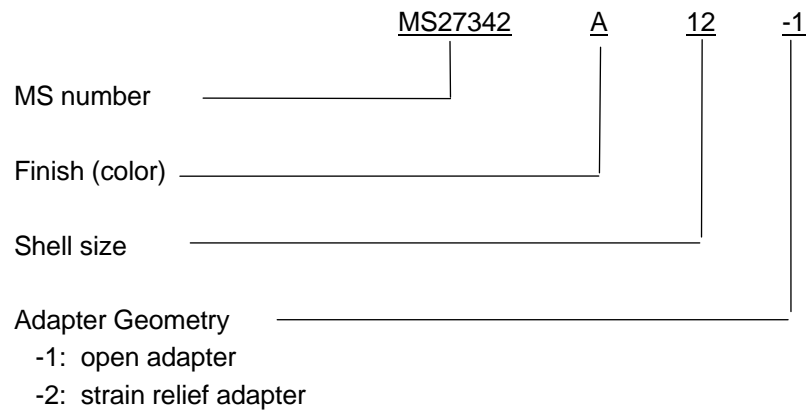 MS27342 A 12 -1
MS number
Finish (color)
Shell size
Adapter Geometry
-1: open adapter
-2: strain relief adapter